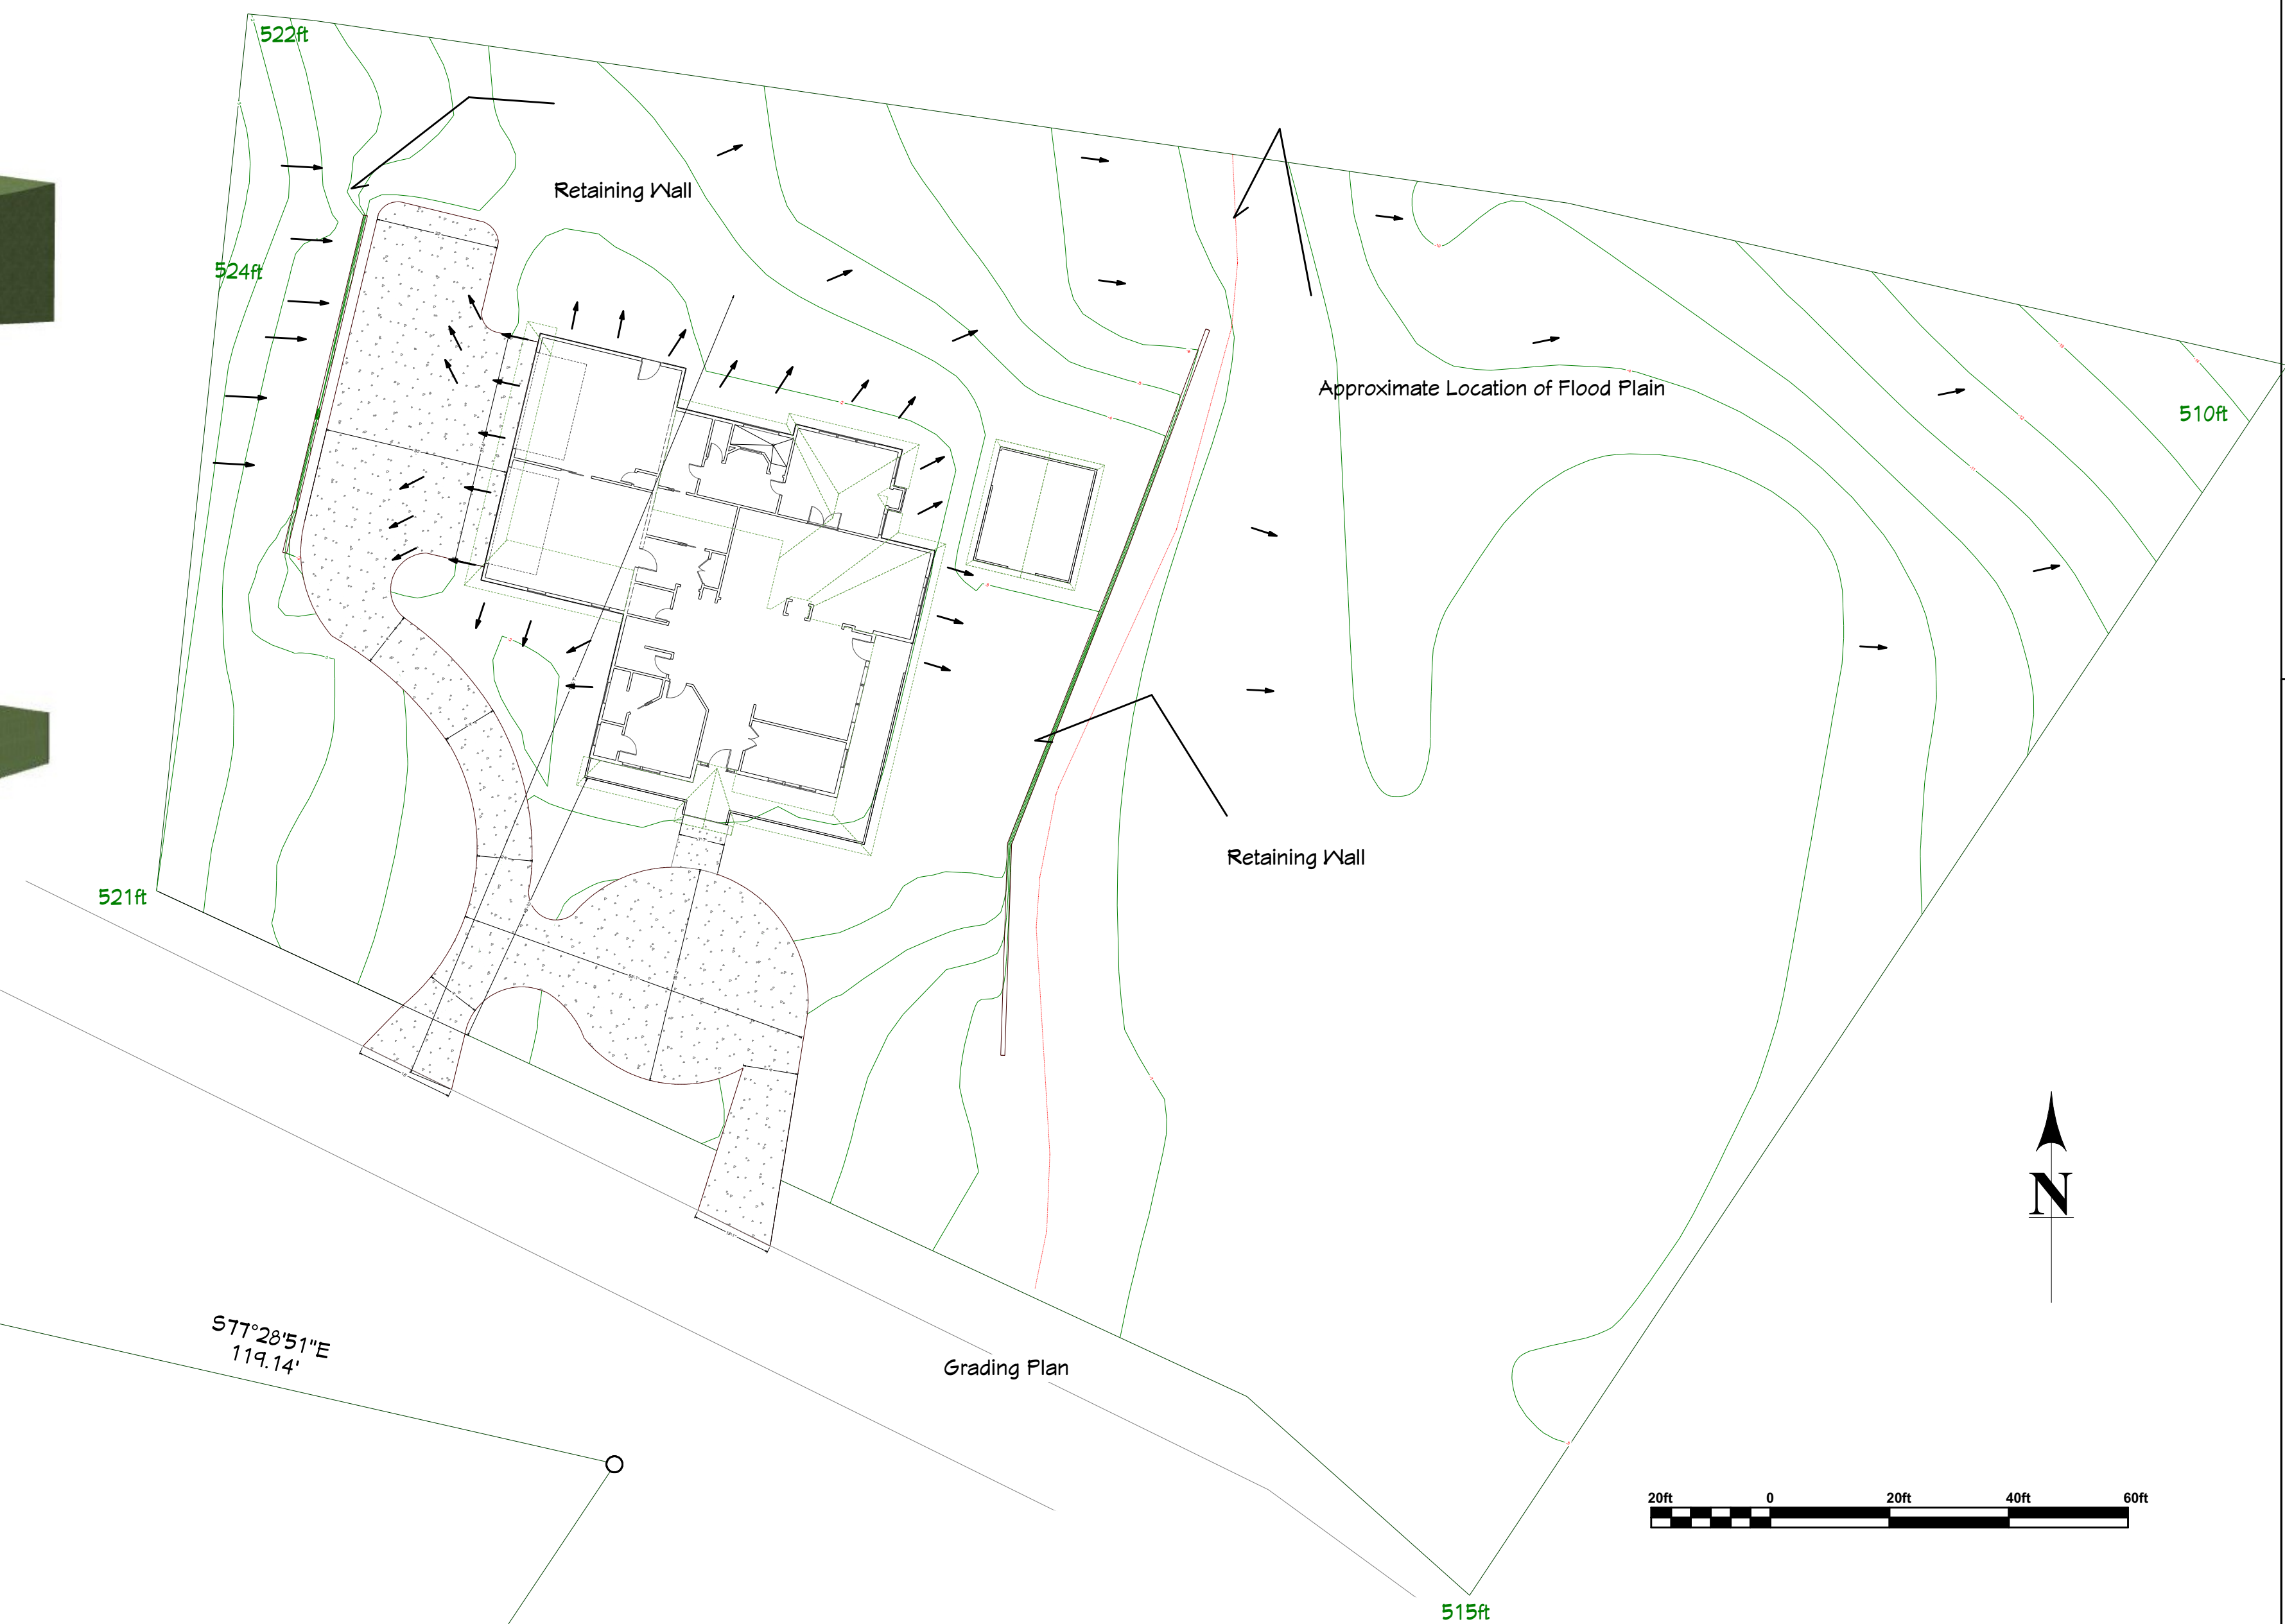 522ft
Retaining Wall
524ft
Approximate Location of Flood Plain
510ft
Retaining Wall
521ft
N
S77°28'51"E
119.14'
Grading Plan
20ft 0 20ft 40ft 60ft
515ft